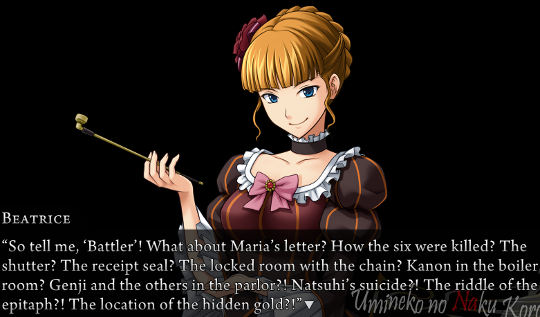 BEATRICE
“So tell me, ‘Battler’! What about Maria’s letter? How the six were killed? The
shutter? The receipt seal? The locked room with the chain? Kanon in the boiler
room? Genji and the others in the parlor?! Natsuhi’s suicide?! The riddle of the
epitaph?! The location of the hidden gold?!”
Umineko no Naku Koro